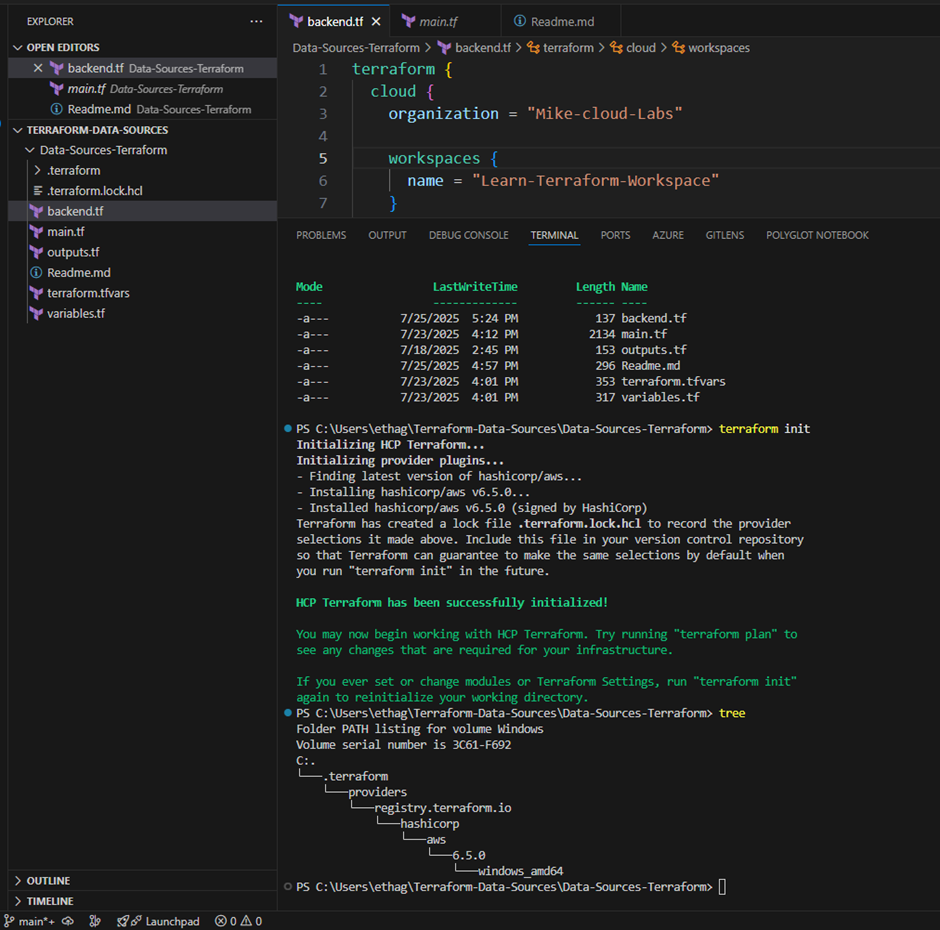 EXPLORER
OPEN EDITORS
backend.tf Data-Sources-Terraform
main.tf Data-Sources-Terraform
Readme.md Data-Sources-Terraform
TERRAFORM-DATA-SOURCES
Data-Sources-Terraform
.terraform
.terraform.lock.hcl
backend.tf
main.tf
outputs.tf
Readme.md
terraform.tfvars
variables.tf
OUTLINE
TIMELINE
backend.tf main.tf Readme.md
Data-Sources-Terraform > backend.tf > terraform > cloud > workspaces
1 terraform {
2 cloud {
3 organization = "Mike-cloud-Labs"
4
5 workspaces {
6 name = "Learn-Terraform-Workspace"
7 }
PROBLEMS OUTPUT DEBUG CONSOLE TERMINAL PORTS AZURE GITLENS POLYGLOT NOTEBOOK
Mode LastWriteTime Length Name
---- ------------- ------ ----
-a--- 7/25/2025 5:24 PM 137 backend.tf
-a--- 7/23/2025 4:12 PM 2134 main.tf
-a--- 7/18/2025 2:45 PM 153 outputs.tf
-a--- 7/25/2025 4:57 PM 296 Readme.md
-a--- 7/23/2025 4:01 PM 353 terraform.tfvars
-a--- 7/23/2025 4:01 PM 317 variables.tf
PS C:\Users\ethag\Terraform-Data-Sources\Data-Sources-Terraform> terraform init
Initializing HCP Terraform...
Initializing provider plugins...
- Finding latest version of hashicorp/aws...
- Installing hashicorp/aws v6.5.0...
- Installed hashicorp/aws v6.5.0 (signed by HashiCorp)
Terraform has created a lock file .terraform.lock.hcl to record the provider
selections it made above. Include this file in your version control repository
so that Terraform can guarantee to make the same selections by default when
you run "terraform init" in the future.
HCP Terraform has been successfully initialized!
You may now begin working with HCP Terraform. Try running "terraform plan" to
see any changes that are required for your infrastructure.
If you ever set or change modules or Terraform Settings, run "terraform init"
again to reinitialize your working directory.
PS C:\Users\ethag\Terraform-Data-Sources\Data-Sources-Terraform> tree
Folder PATH listing for volume Windows
Volume serial number is 3C61-F692
C:.
└───.terraform
└───providers
└───registry.terraform.io
└───hashicorp
└───aws
└───6.5.0
└───windows_amd64
PS C:\Users\ethag\Terraform-Data-Sources\Data-Sources-Terraform>
main*+ Launchpad 0 0